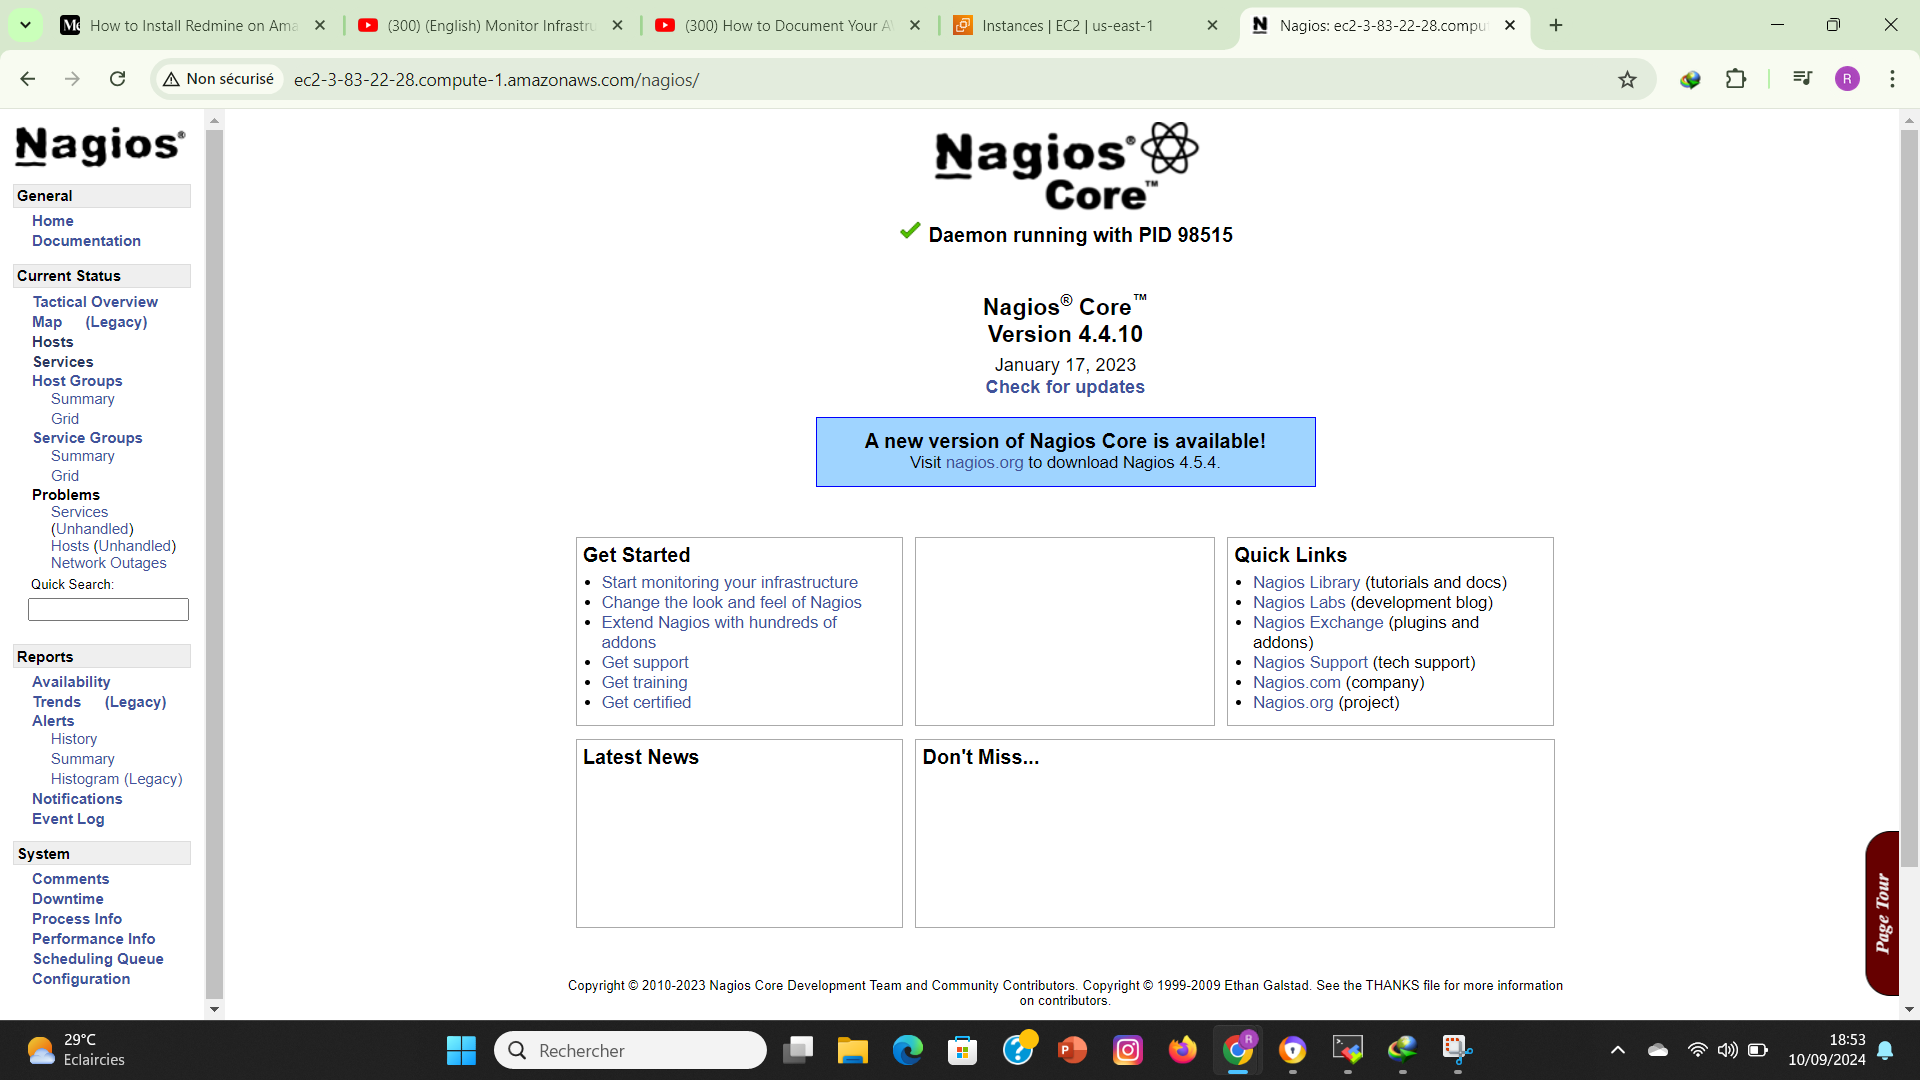 How to Install Redmine on Ama
(300) (English) Monitor Infrastru
(300) How to Document Your A
Instances | EC2 | us-east-1
Nagios: ec2-3-83-22-28.compu
Non sécurisé
ec2-3-83-22-28.compute-1.amazonaws.com/nagios/
R
Nagios®
General
Home
Documentation
Current Status
Tactical Overview
Map (Legacy)
Hosts
Services
Host Groups
Summary
Grid
Service Groups
Summary
Grid
Problems
Services
(Unhandled)
Hosts (Unhandled)
Network Outages
Quick Search:
Reports
Availability
Trends (Legacy)
Alerts
History
Summary
Histogram (Legacy)
Notifications
Event Log
System
Comments
Downtime
Process Info
Performance Info
Scheduling Queue
Configuration
Nagios®
Core™
Daemon running with PID 98515
Nagios® Core™
Version 4.4.10
January 17, 2023
Check for updates
A new version of Nagios Core is available!
Visit nagios.org to download Nagios 4.5.4.
Get Started
• Start monitoring your infrastructure
• Change the look and feel of Nagios
• Extend Nagios with hundreds of
addons
• Get support
• Get training
• Get certified
Quick Links
• Nagios Library (tutorials and docs)
• Nagios Labs (development blog)
• Nagios Exchange (plugins and
addons)
• Nagios Support (tech support)
• Nagios.com (company)
• Nagios.org (project)
Latest News
Don't Miss...
Page Tour
Copyright © 2010-2023 Nagios Core Development Team and Community Contributors. Copyright © 1999-2009 Ethan Galstad. See the THANKS file for more information
on contributors.
29°C
Eclaircies
Rechercher
18:53
10/09/2024